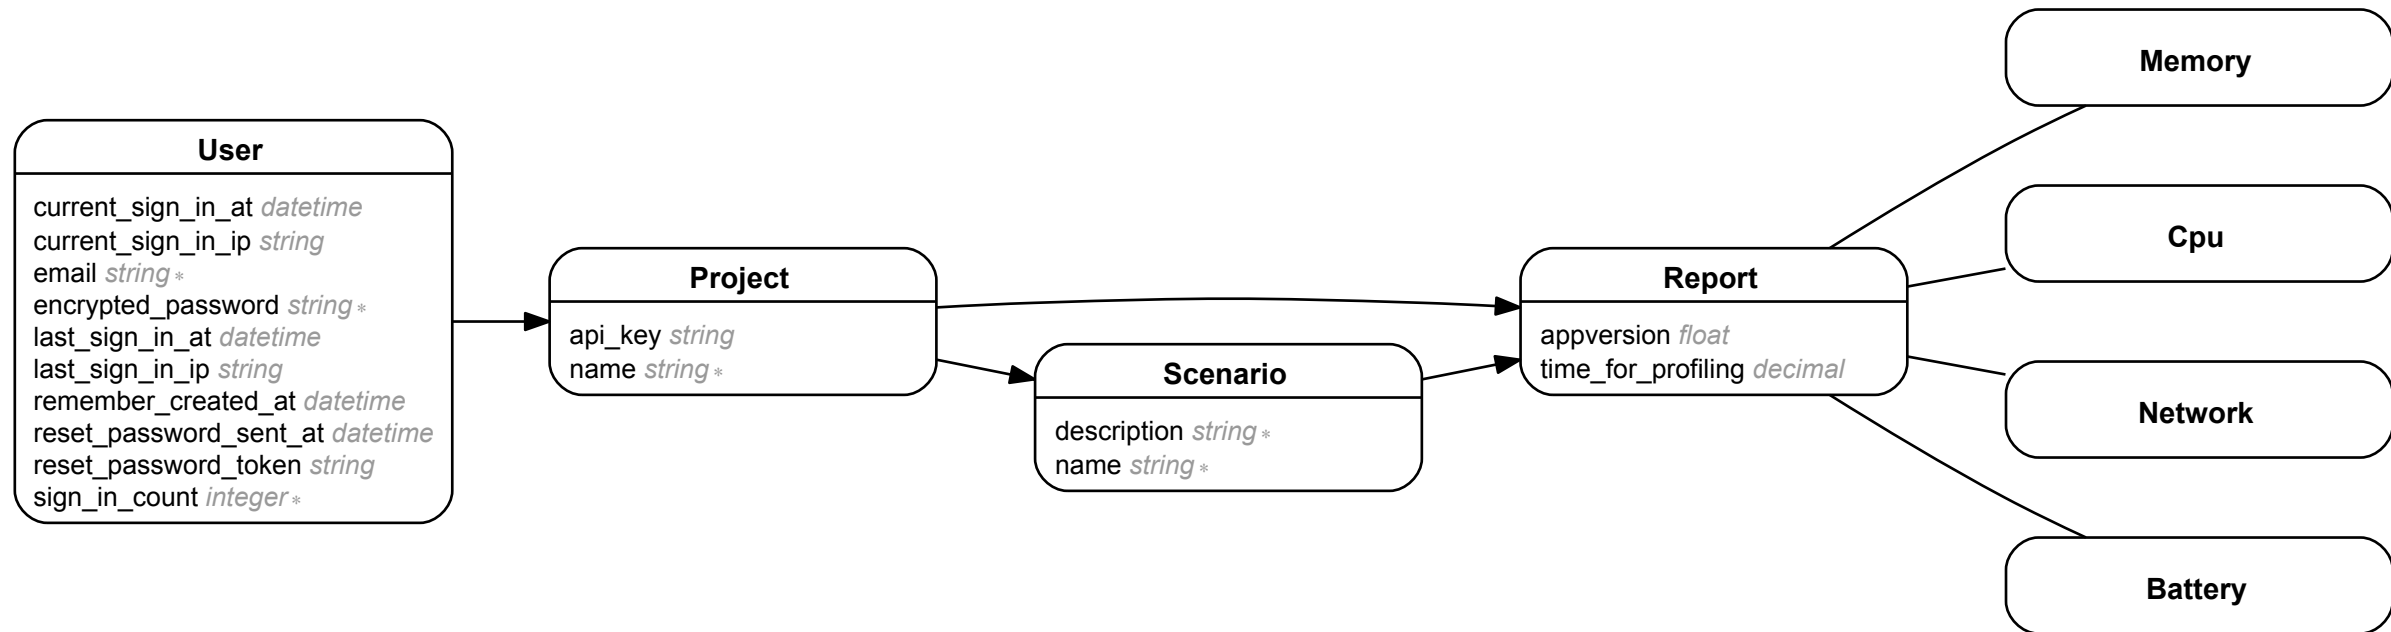 User
current_sign_in_at datetime
current_sign_in_ip string
email string *
encrypted_password string *
last_sign_in_at datetime
last_sign_in_ip string
remember_created_at datetime
reset_password_sent_at datetime
reset_password_token string
sign_in_count integer *
Project
api_key string
name string *
Scenario
description string *
name string *
Report
appversion float
time_for_profiling decimal
Memory
Cpu
Network
Battery